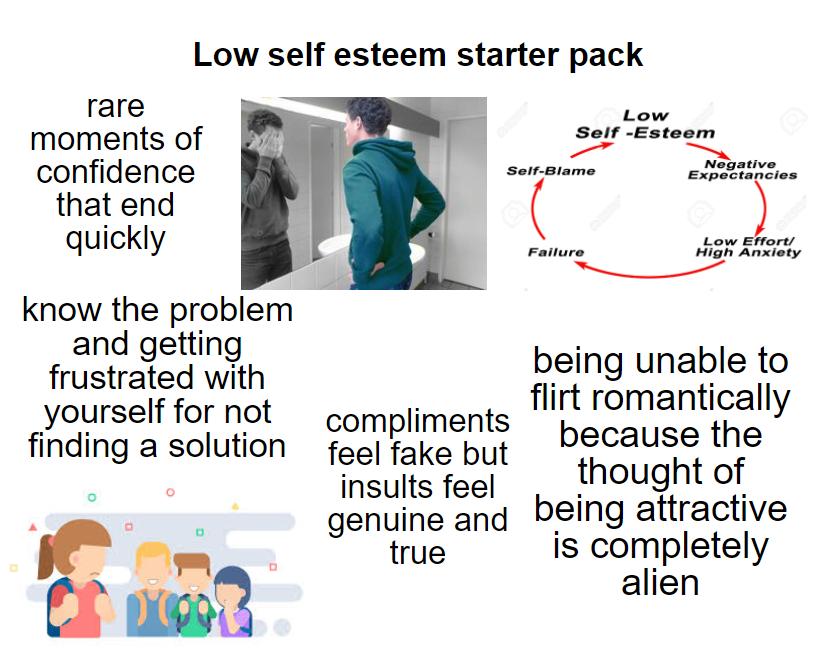 Low self esteem starter pack
rare
moments of
confidence
that end
quickly
Low
Self -Esteem
Negative
Expectancies
Low Effort/
High Anxiety
Failure
Self-Blame
know the problem
and getting
frustrated with
yourself for not
finding a solution
compliments
feel fake but
insults feel
genuine and
true
being unable to
flirt romantically
because the
thought of
being attractive
is completely
alien